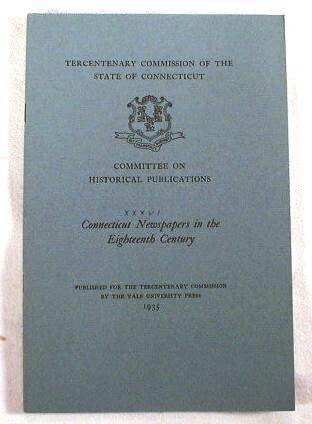 TERCENTENARY COMMISSION OF THE
STATE OF CONNECTICUT
COMMITTEE ON
HISTORICAL PUBLICATIONS
XXXVI
Connecticut Newspapers in the
Eighteenth Century
PUBLISHED FOR THE TERCENTENARY COMMISSION
BY THE YALE UNIVERSITY PRESS
1935